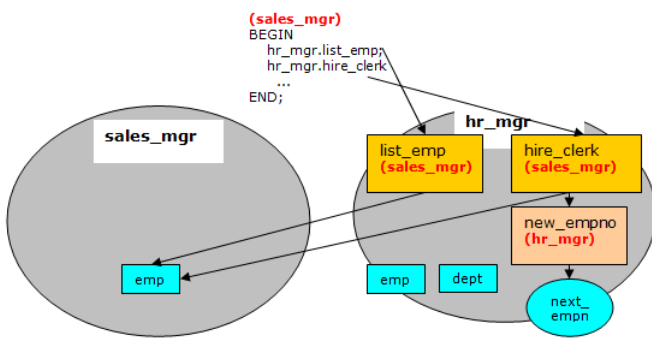 (sales_mgr)
BEGIN
hr_mgr.list_emp;
hr_mgr.hire_clerk
...
END;
sales_mgr
hr_mgr
list_emp
(sales_mgr)
hire_clerk
(sales_mgr)
new_empno
(hr_mgr)
emp
emp
dept
next_
empn